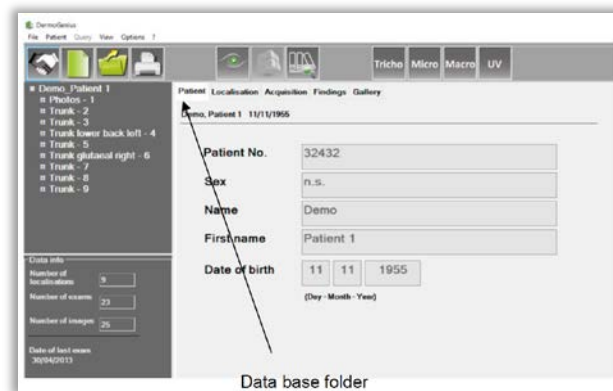 DermoGenius
File Patient Query View Options ?
Tricho Micro Macro UV
Demo_Patient 1
Photos - 1
Trunk - 2
Trunk - 3
Trunk lower back left - 4
Trunk - 5
Trunk glutaeal right - 6
Trunk - 7
Trunk - 8
Trunk - 9
Patient Localisation Acquisition Findings Gallery
Demo, Patient 1 11/11/1955
Patient No. 32432
Sex n.s.
Name Demo
First name Patient 1
Date of birth 11 11 1955
(Day - Month - Year)
Data info
Number of localisations 9
Number of exams 23
Number of images 25
Date of last exam
30/04/2013
Data base folder